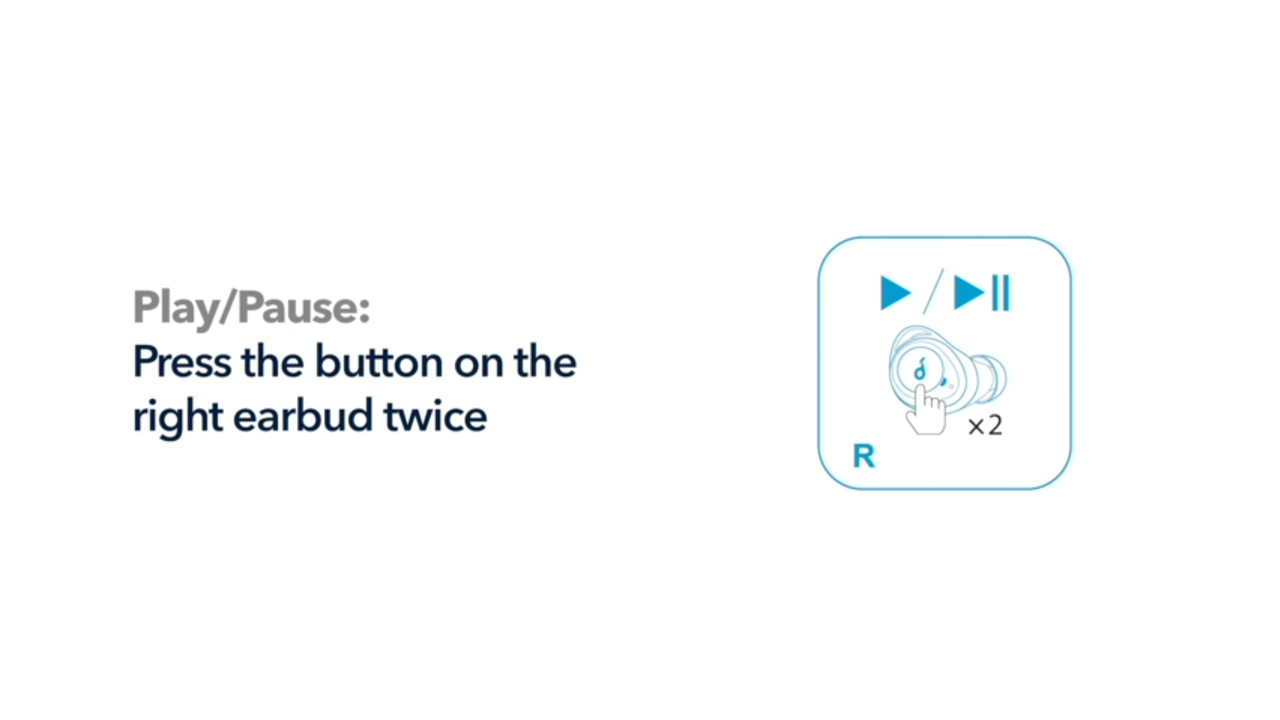 Play/Pause:
Press the button on the
right earbud twice
×2
R